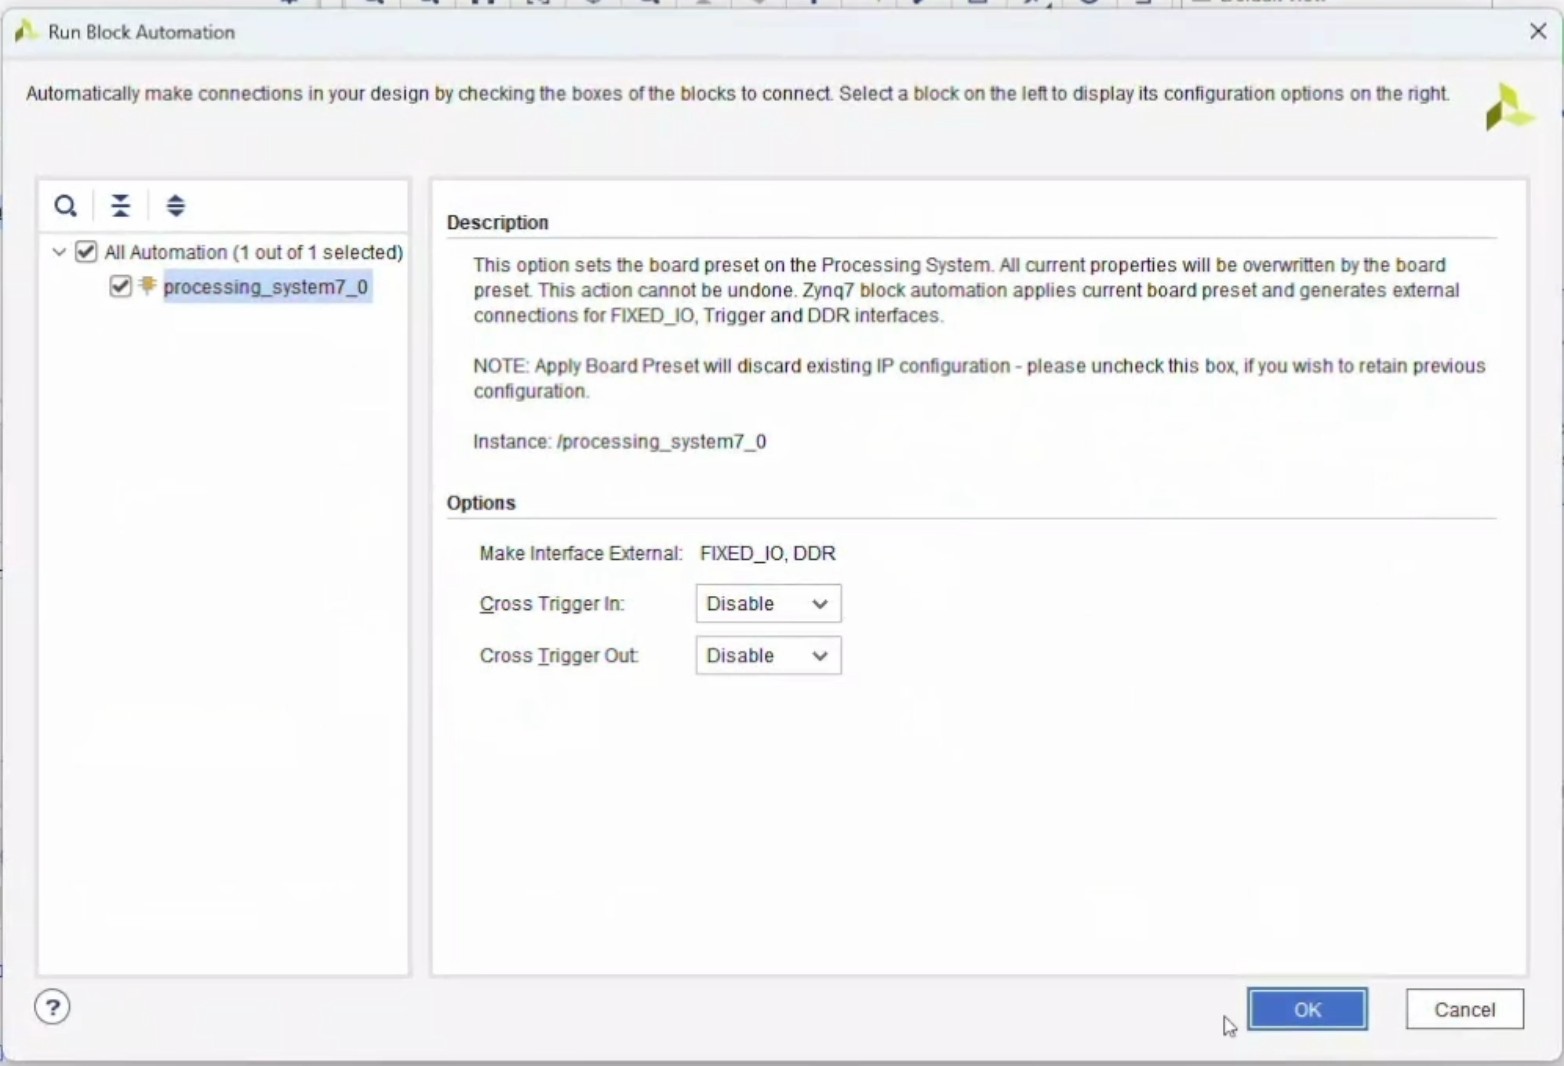 Run Block Automation
Automatically make connections in your design by checking the boxes of the blocks to connect. Select a block on the left to display its configuration options on the right.
All Automation (1 out of 1 selected)
processing_system7_0
Description
This option sets the board preset on the Processing System. All current properties will be overwritten by the board
preset. This action cannot be undone. Zynq7 block automation applies current board preset and generates external
connections for FIXED_IO, Trigger and DDR interfaces.
NOTE: Apply Board Preset will discard existing IP configuration - please uncheck this box, if you wish to retain previous
configuration.
Instance: /processing_system7_0
Options
Make Interface External: FIXED_IO, DDR
Cross Trigger In: Disable
Cross Trigger Out: Disable
?
OK
Cancel